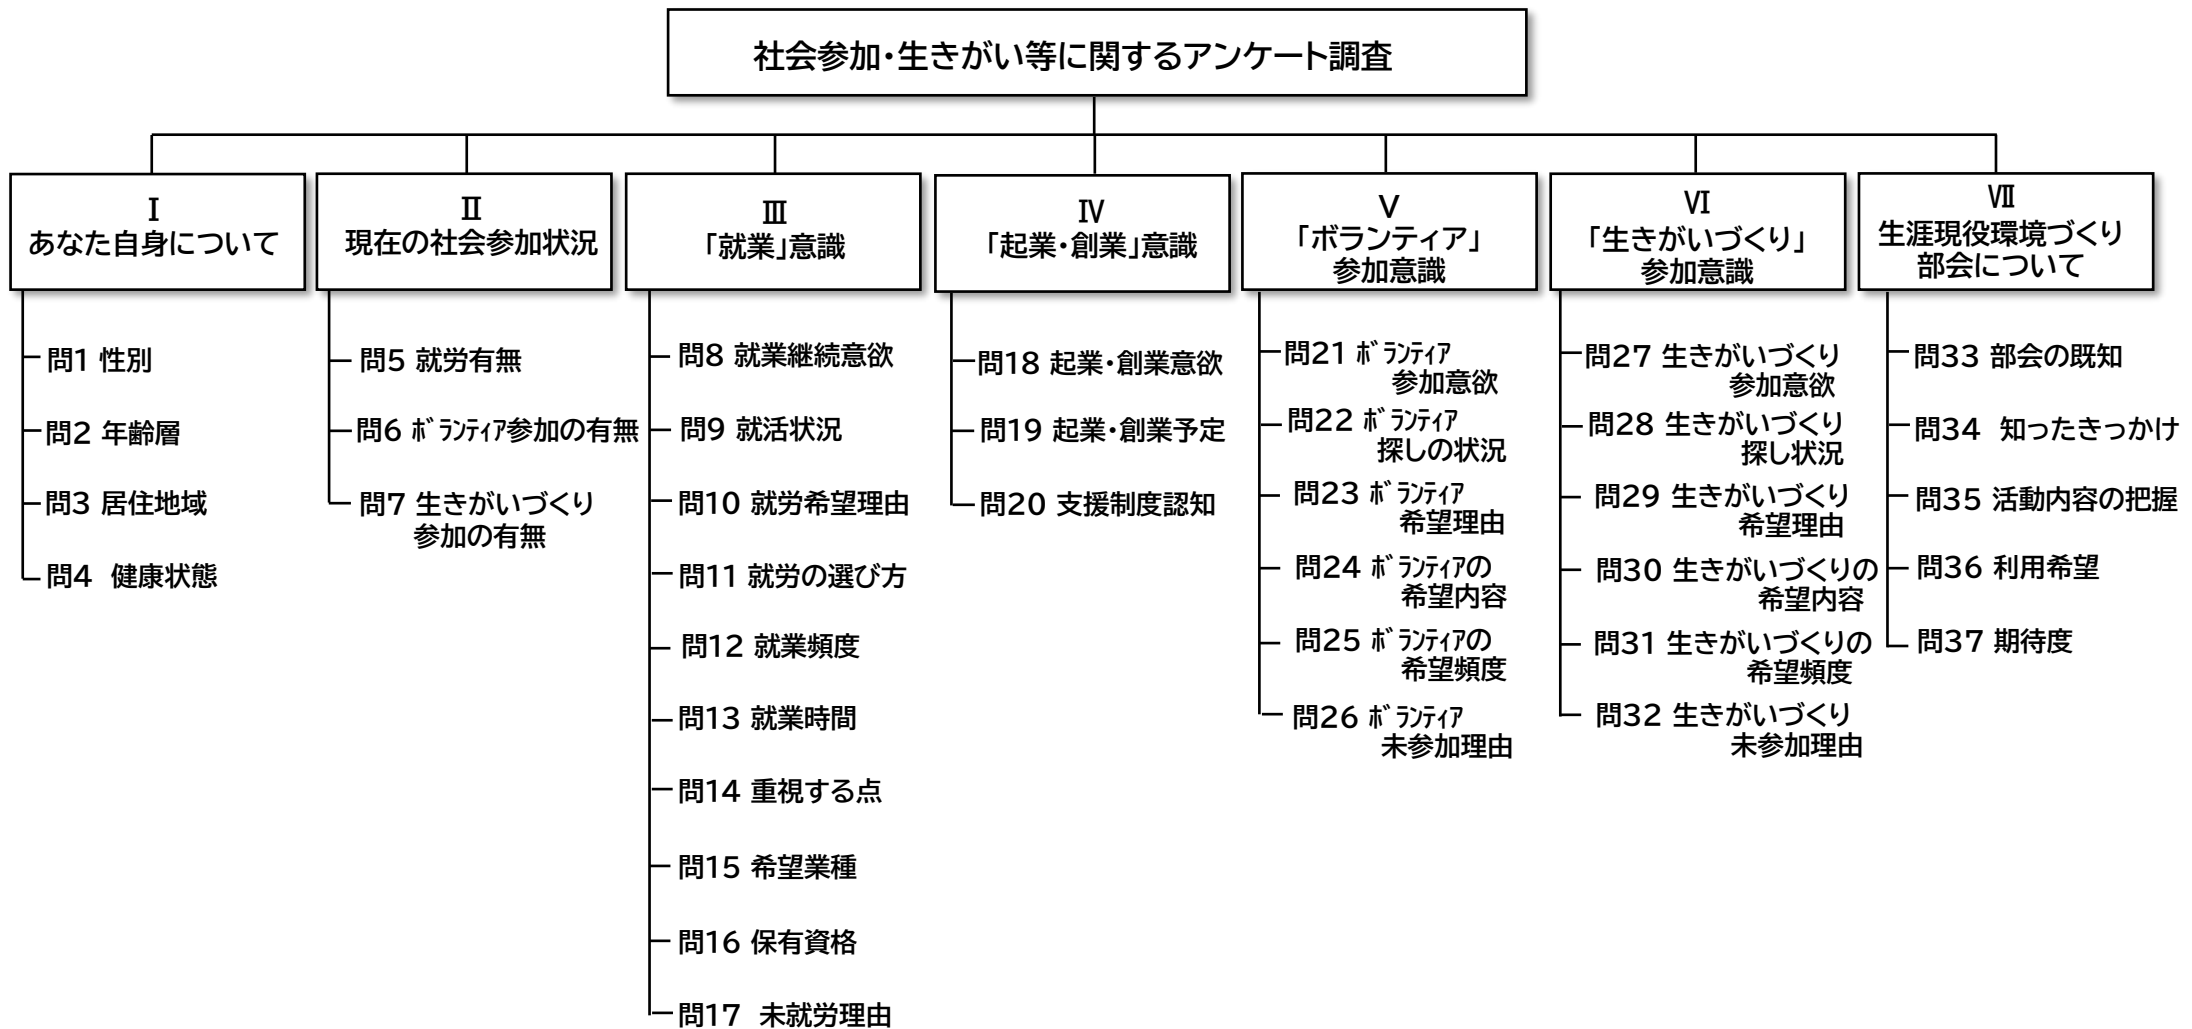 社会参加・生きがい等に関するアンケート調査
Ⅰ
あなた自身について
問1 性別
問2 年齢層
問3 居住地域
問4 健康状態
Ⅱ
現在の社会参加状況
問5 就労有無
問6 ﾎﾞﾗﾝﾃｨｱ参加の有無
問7 生きがいづくり
参加の有無
Ⅲ
「就業」意識
問8 就業継続意欲
問9 就活状況
問10 就労希望理由
問11 就労の選び方
問12 就業頻度
問13 就業時間
問14 重視する点
問15 希望業種
問16 保有資格
問17 未就労理由
Ⅳ
「起業・創業」意識
問18 起業・創業意欲
問19 起業・創業予定
問20 支援制度認知
Ⅴ
「ボランティア」
参加意識
問21 ﾎﾞﾗﾝﾃｨｱ
参加意欲
問22 ﾎﾞﾗﾝﾃｨｱ
探しの状況
問23 ﾎﾞﾗﾝﾃｨｱ
希望理由
問24 ﾎﾞﾗﾝﾃｨｱの
希望内容
問25 ﾎﾞﾗﾝﾃｨｱの
希望頻度
問26 ﾎﾞﾗﾝﾃｨｱ
未参加理由
Ⅵ
「生きがいづくり」
参加意識
問27 生きがいづくり
参加意欲
問28 生きがいづくり
探し状況
問29 生きがいづくり
希望理由
問30 生きがいづくりの
希望内容
問31 生きがいづくりの
希望頻度
問32 生きがいづくり
未参加理由
Ⅶ
生涯現役環境づくり
部会について
問33 部会の既知
問34 知ったきっかけ
問35 活動内容の把握
問36 利用希望
問37 期待度